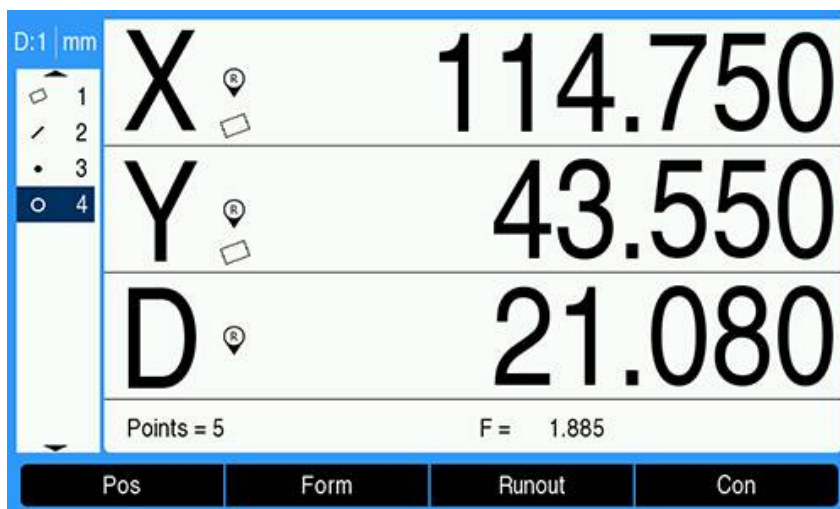 D:1 mm
1
2
3
4
X R 114.750
Y R 43.550
D R 21.080
Points = 5 F = 1.885
Pos Form Runout Con